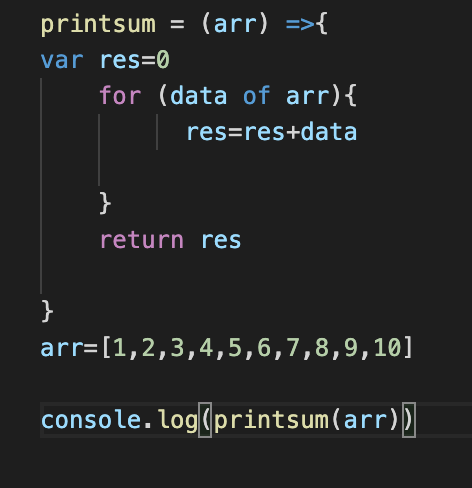 printsum = (arr) =>{
var res=0
for (data of arr){
res=res+data
}
return res
}
arr=[1,2,3,4,5,6,7,8,9,10]
console.log(printsum(arr))